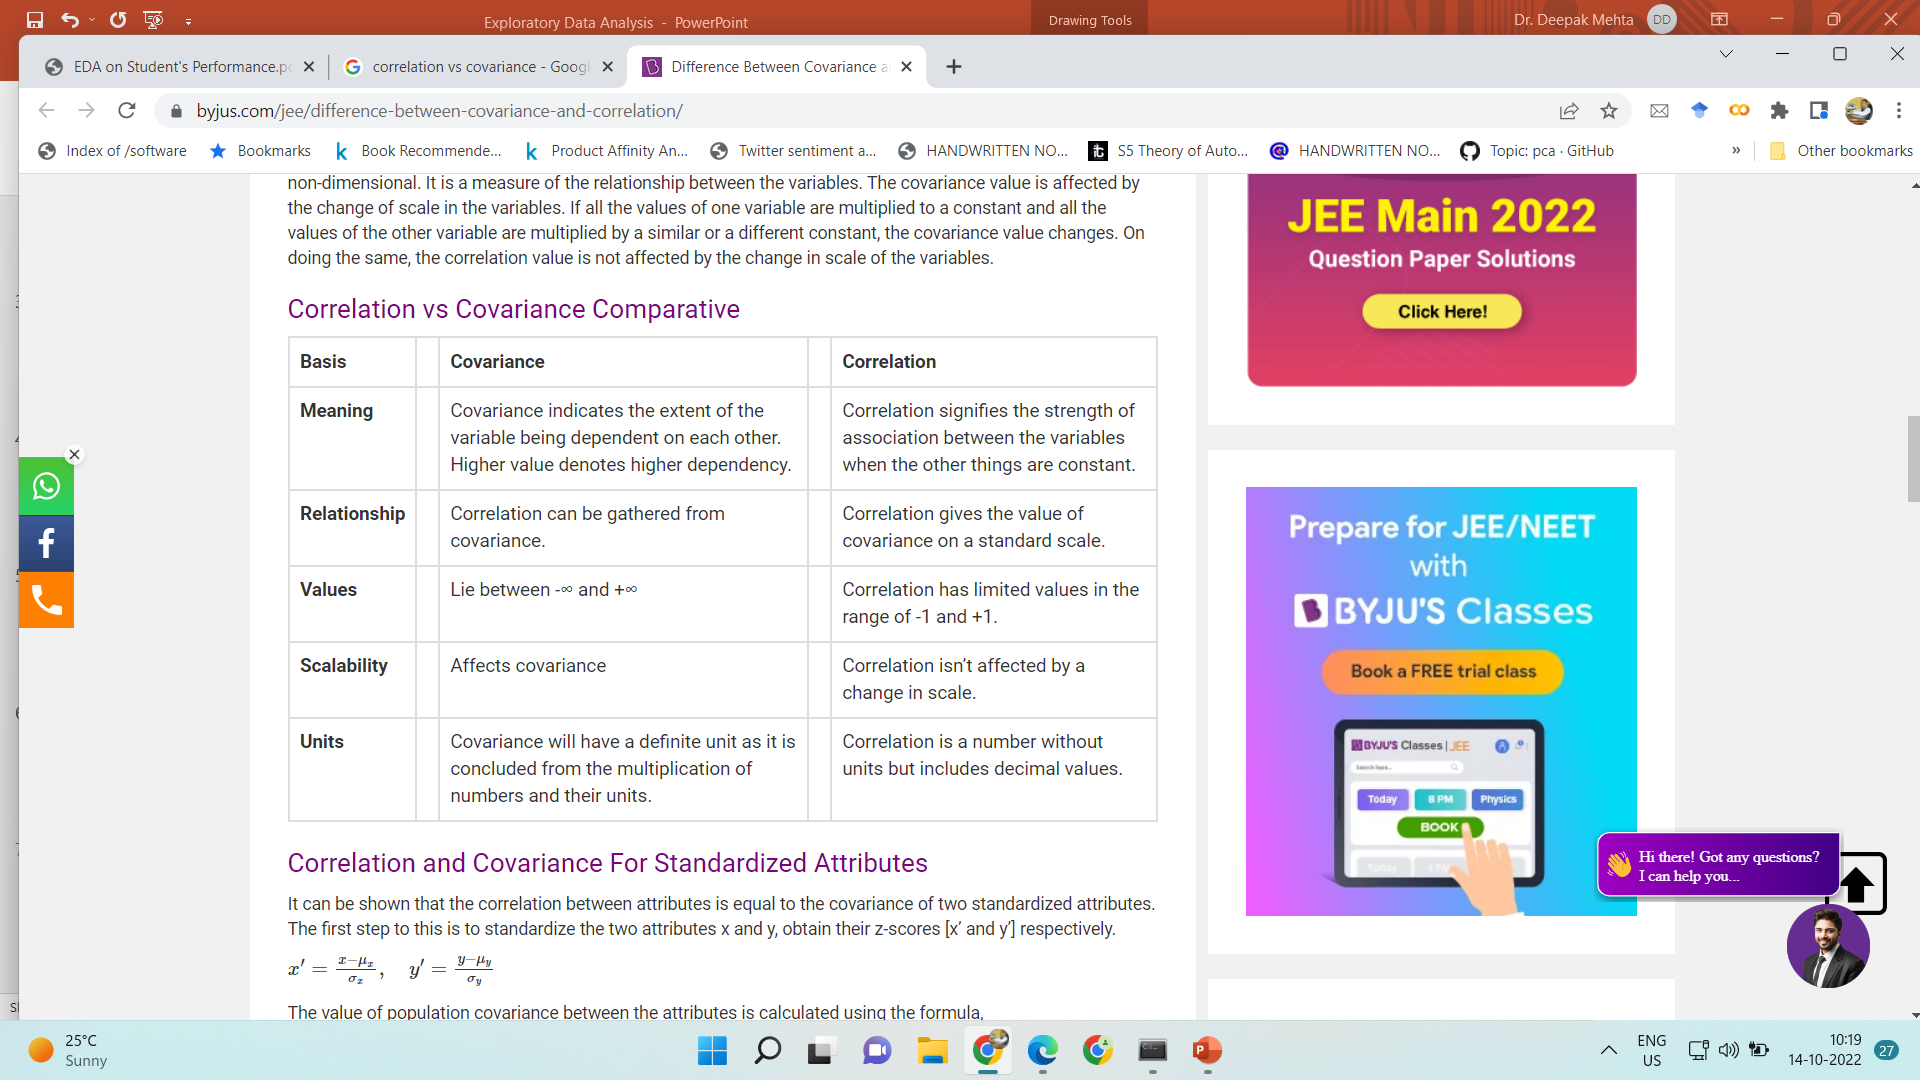 Exploratory Data Analysis - PowerPoint
Drawing Tools
Dr. Deepak Mehta
DD
EDA on Student's Performance.p
correlation vs covariance - Googl
Difference Between Covariance a
byjus.com/jee/difference-between-covariance-and-correlation/
Index of /software
Bookmarks
Book Recommende...
Product Affinity An...
Twitter sentiment a...
HANDWRITTEN NO...
S5 Theory of Auto...
HANDWRITTEN NO...
Topic: pca · GitHub
»
Other bookmarks
non-dimensional. It is a measure of the relationship between the variables. The covariance value is affected by
the change of scale in the variables. If all the values of one variable are multiplied to a constant and all the
values of the other variable are multiplied by a similar or a different constant, the covariance value changes. On
doing the same, the correlation value is not affected by the change in scale of the variables.
Correlation vs Covariance Comparative
Basis
Covariance
Correlation
Meaning
Covariance indicates the extent of the
variable being dependent on each other.
Higher value denotes higher dependency.
Correlation signifies the strength of
association between the variables
when the other things are constant.
Relationship
Correlation can be gathered from
covariance.
Correlation gives the value of
covariance on a standard scale.
Values
Lie between -∞ and +∞
Correlation has limited values in the
range of -1 and +1.
Scalability
Affects covariance
Correlation isn't affected by a
change in scale.
Units
Covariance will have a definite unit as it is
concluded from the multiplication of
numbers and their units.
Correlation is a number without
units but includes decimal values.
Correlation and Covariance For Standardized Attributes
It can be shown that the correlation between attributes is equal to the covariance of two standardized attributes.
The first step to this is to standardize the two attributes x and y, obtain their z-scores [x' and y'] respectively.
x′ = (x−μx)/σx, y′ = (y−μy)/σy
The value of population covariance between the attributes is calculated using the formula,
JEE Main 2022
Question Paper Solutions
Click Here!
Prepare for JEE/NEET
with
BYJU'S Classes
Book a FREE trial class
BYJU'S Classes | JEE
Search here...
Today
8 PM
Physics
BOOK
Today
Hi there! Got any questions?
I can help you...
25°C
Sunny
ENG
US
10:19
14-10-2022
27